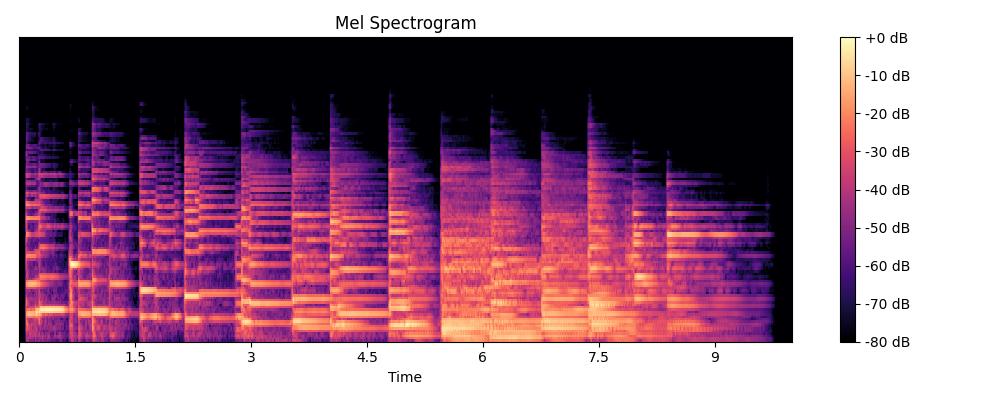 Mel Spectrogram
+0 dB
-10 dB
-20 dB
-30 dB
-40 dB
-50 dB
-60 dB
-70 dB
-80 dB
0 1.5 3 4.5 6 7.5 9
Time